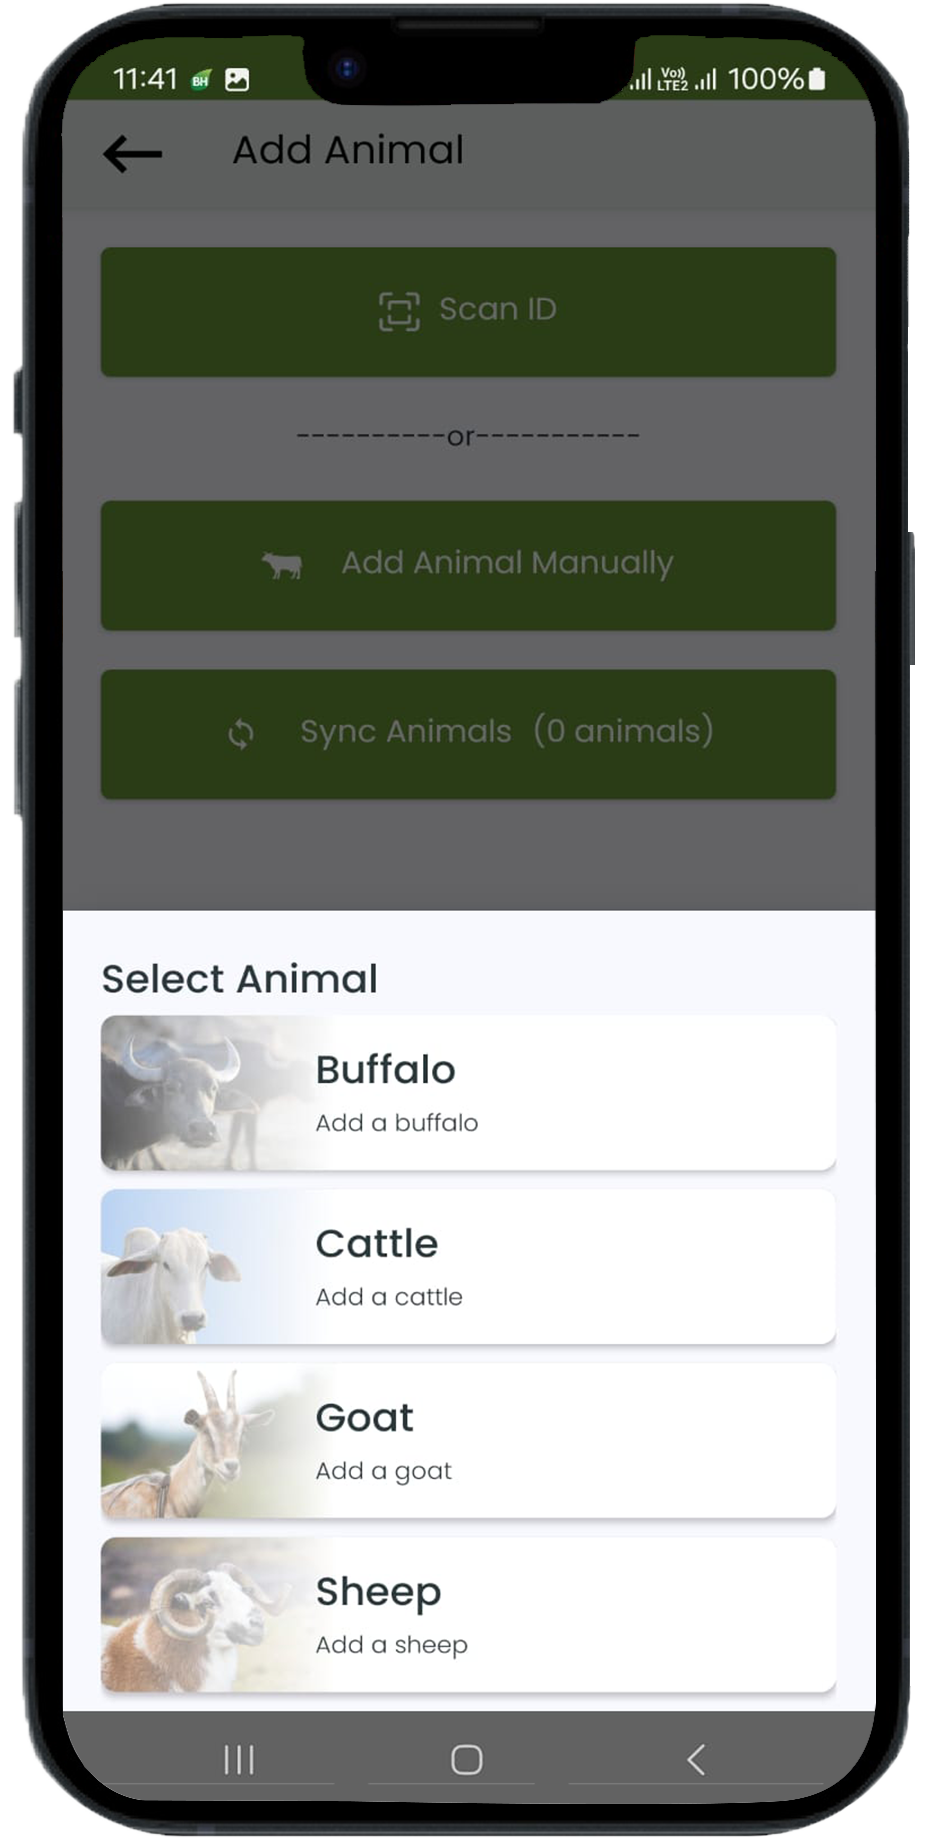 11:41 BH Vo)) LTE2 100%
Add Animal
Scan ID
----------or-----------
Add Animal Manually
Sync Animals (0 animals)
Select Animal
Buffalo
Add a buffalo
Cattle
Add a cattle
Goat
Add a goat
Sheep
Add a sheep